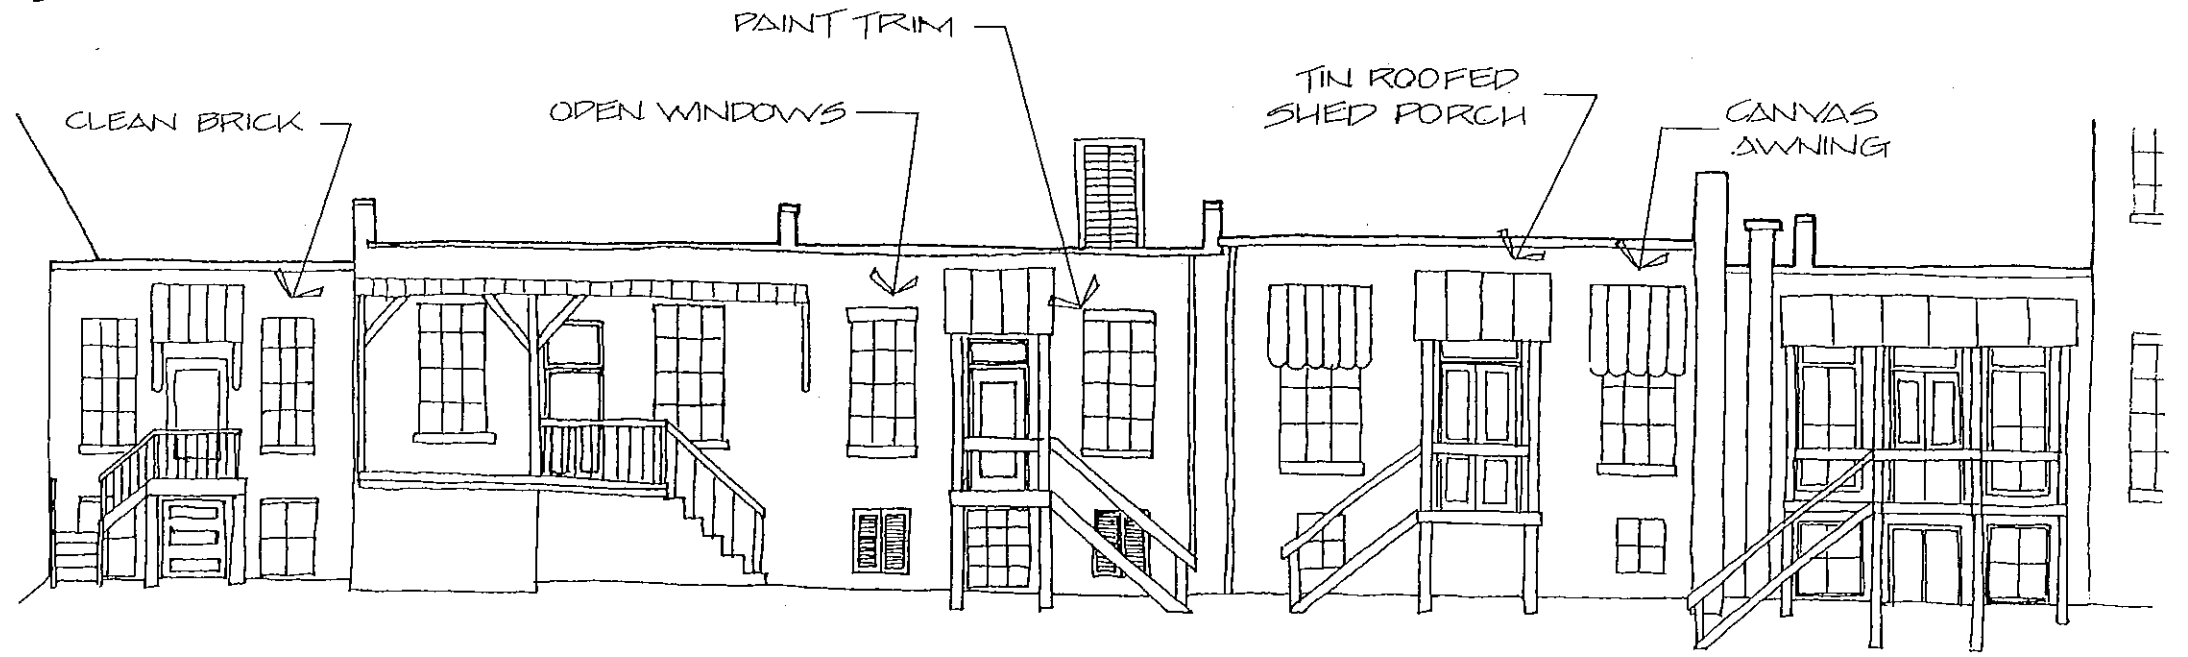 PAINT TRIM
CLEAN BRICK
OPEN WINDOWS
TIN ROOFED
SHED PORCH
CANVAS
AWNING